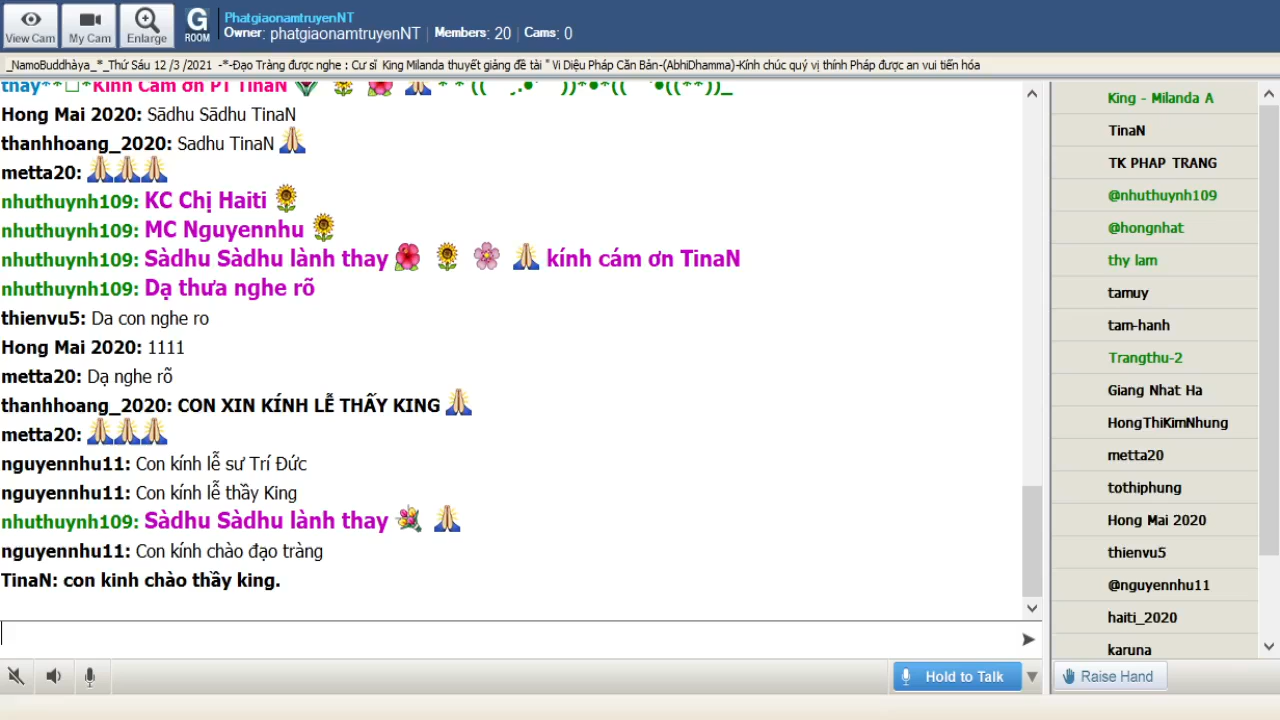 View Cam
My Cam
Enlarge
G
ROOM
PhatgiaonamtruyenNT
Owner: phatgiaonamtruyenNT | Members: 20 | Cams: 0
_NamoBuddhàya_*_Thứ Sáu 12 /3 /2021 -*-Đạo Tràng được nghe : Cư sĩ King Milanda thuyết giảng đề tài " Vi Diệu Pháp Căn Bản-(AbhiDhamma)-Kính chúc quý vị thính Pháp được an vui tiến hóa
Kính Cám ơn PT TinaN
Hong Mai 2020: Sādhu Sādhu TinaN
thanhhoang_2020: Sadhu TinaN
metta20:
nhuthuynh109: KC Chị Haiti
nhuthuynh109: MC Nguyennhu
nhuthuynh109: Sàdhu Sàdhu lành thay kính cám ơn TinaN
nhuthuynh109: Dạ thưa nghe rõ
thienvu5: Da con nghe ro
Hong Mai 2020: 1111
metta20: Dạ nghe rõ
thanhhoang_2020: CON XIN KÍNH LỄ THẤY KING
metta20:
nguyennhu11: Con kính lễ sư Trí Đức
nguyennhu11: Con kính lễ thầy King
nhuthuynh109: Sàdhu Sàdhu lành thay
nguyennhu11: Con kính chào đạo tràng
TinaN: con kinh chào thầy king.
Hold to Talk
King - Milanda A
TinaN
TK PHAP TRANG
@nhuthuynh109
@hongnhat
thy lam
tamuy
tam-hanh
Trangthu-2
Giang Nhat Ha
HongThiKimNhung
metta20
tothiphung
Hong Mai 2020
thienvu5
@nguyennhu11
haiti_2020
karuna
Raise Hand